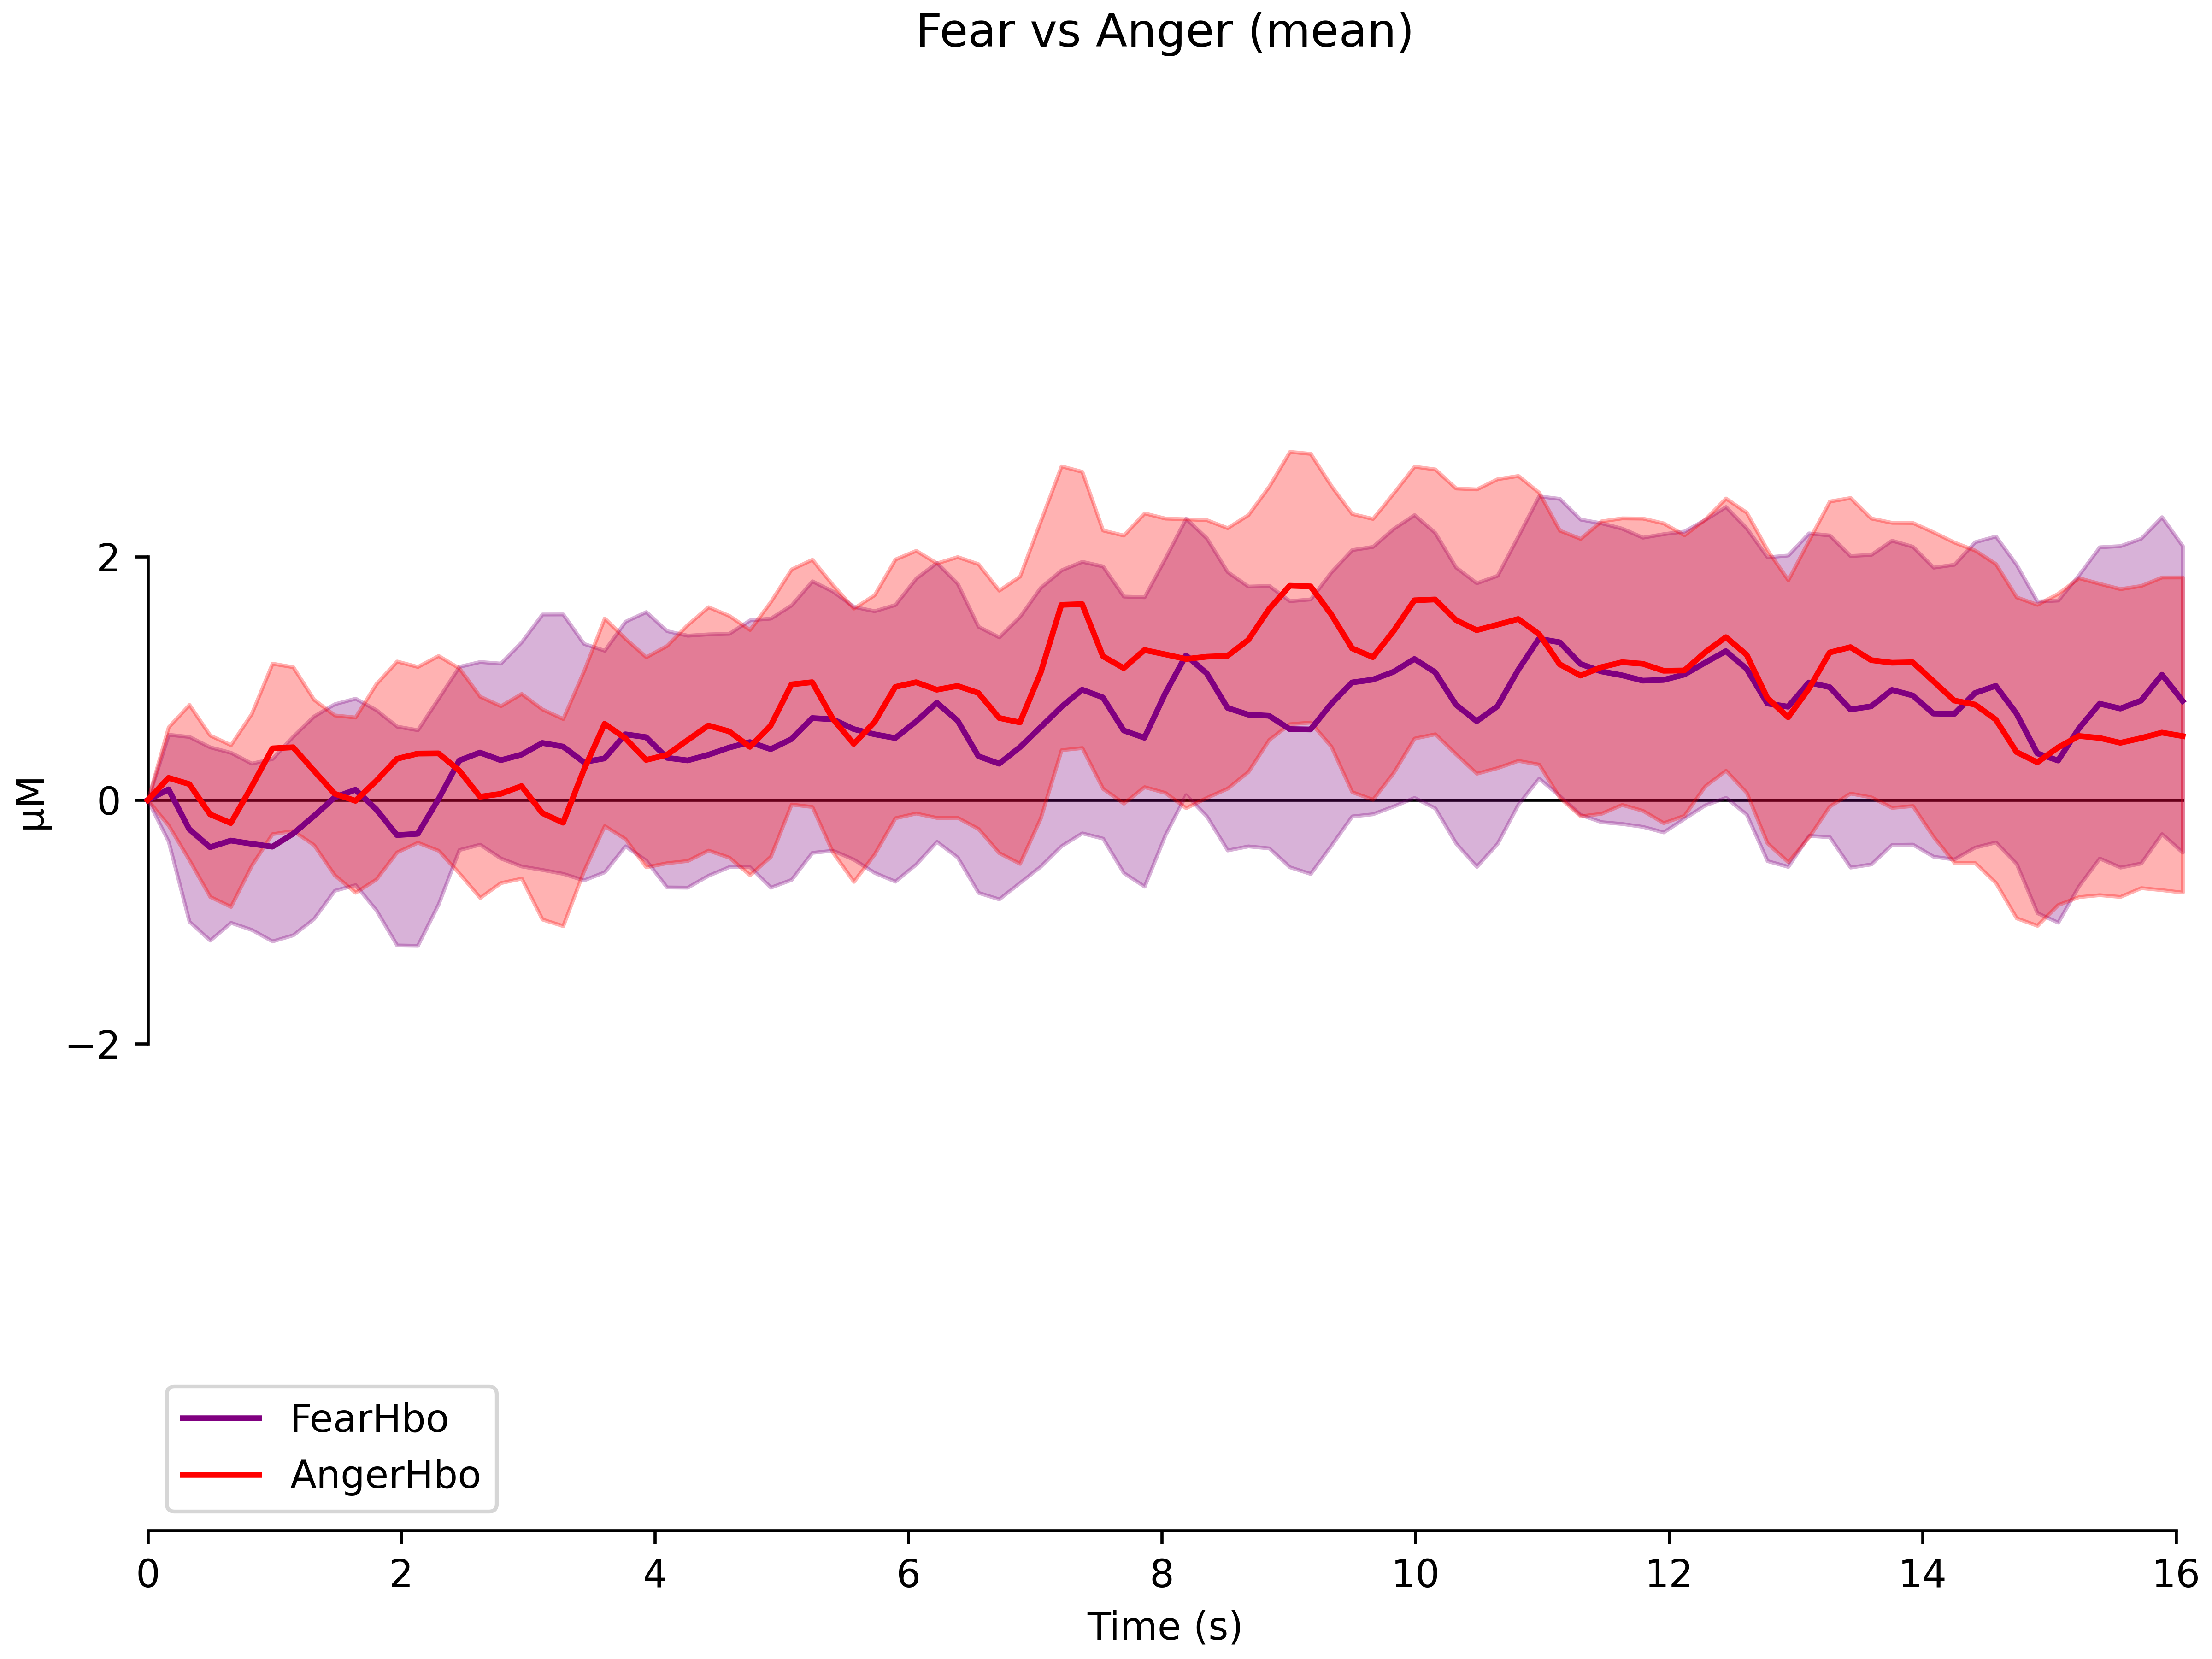 Fear vs Anger (mean)
µM
2
0
−2
FearHbo
AngerHbo
0 2 4 6 8 10 12 14 16
Time (s)